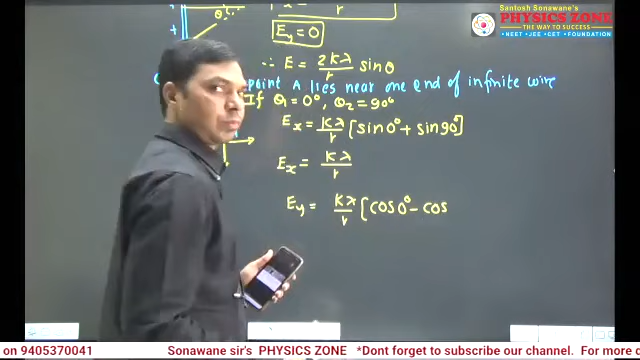 Santosh Sonawane's
PHYSICS ZONE
THE WAY TO SUCCESS
• NEET • JEE • CET • FOUNDATION
r
Ey = 0
∴ E = 2Kλ/r sinθ
point A lies near one end of infinite wire
If θ1 = 0°, θ2 = 90°
Ex = Kλ/r [sin0° + sin90°]
Ex = Kλ/r
Ey = Kλ/r [cos0° - cos
on 9405370041 Sonawane sir's PHYSICS ZONE *Dont forget to subscribe our channel. For more